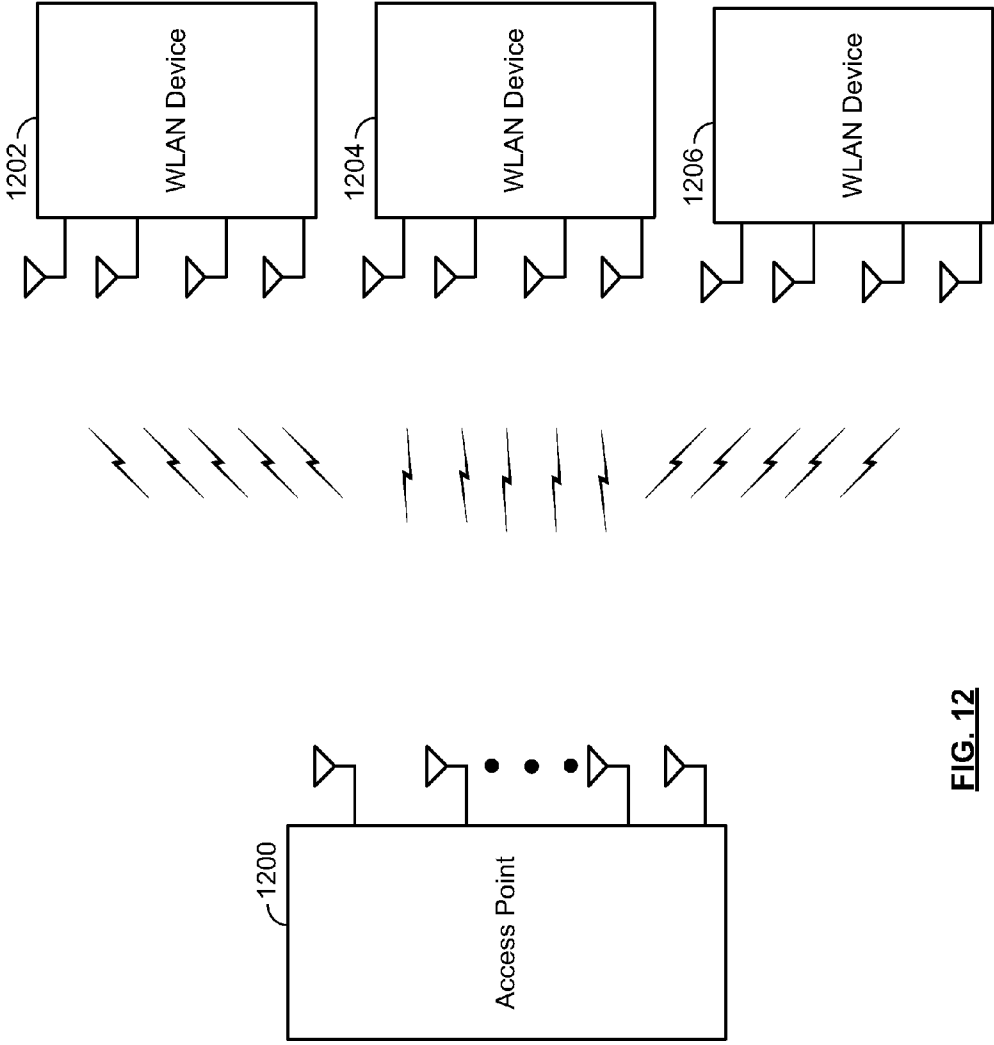 1202
WLAN Device
1204
WLAN Device
1206
WLAN Device
1200
Access Point
FIG. 12